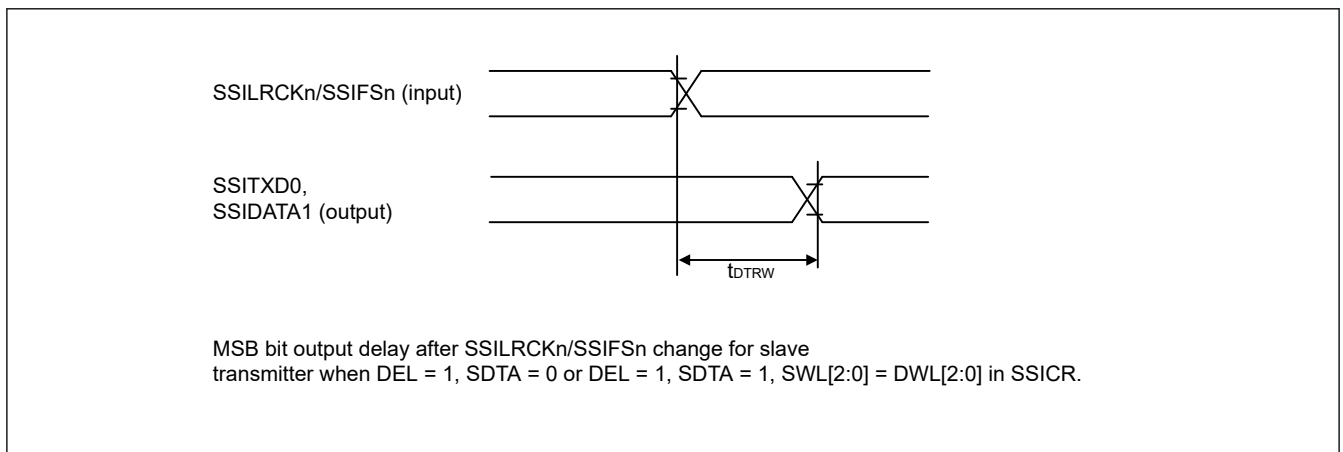 SSILRCKn/SSIFSn (input)
SSITXD0,
SSIDATA1 (output)
tDTRW
MSB bit output delay after SSILRCKn/SSIFSn change for slave
transmitter when DEL = 1, SDTA = 0 or DEL = 1, SDTA = 1, SWL[2:0] = DWL[2:0] in SSICR.